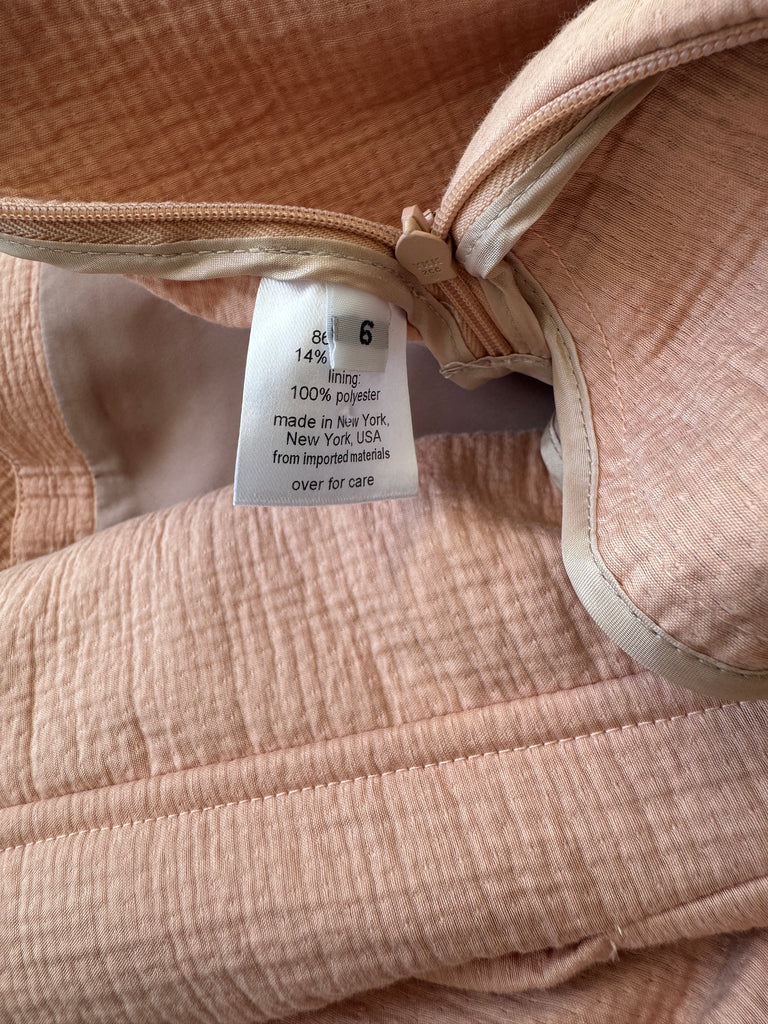 6
14%
lining:
100% polyester
made in New York,
New York, USA
from imported materials
over for care